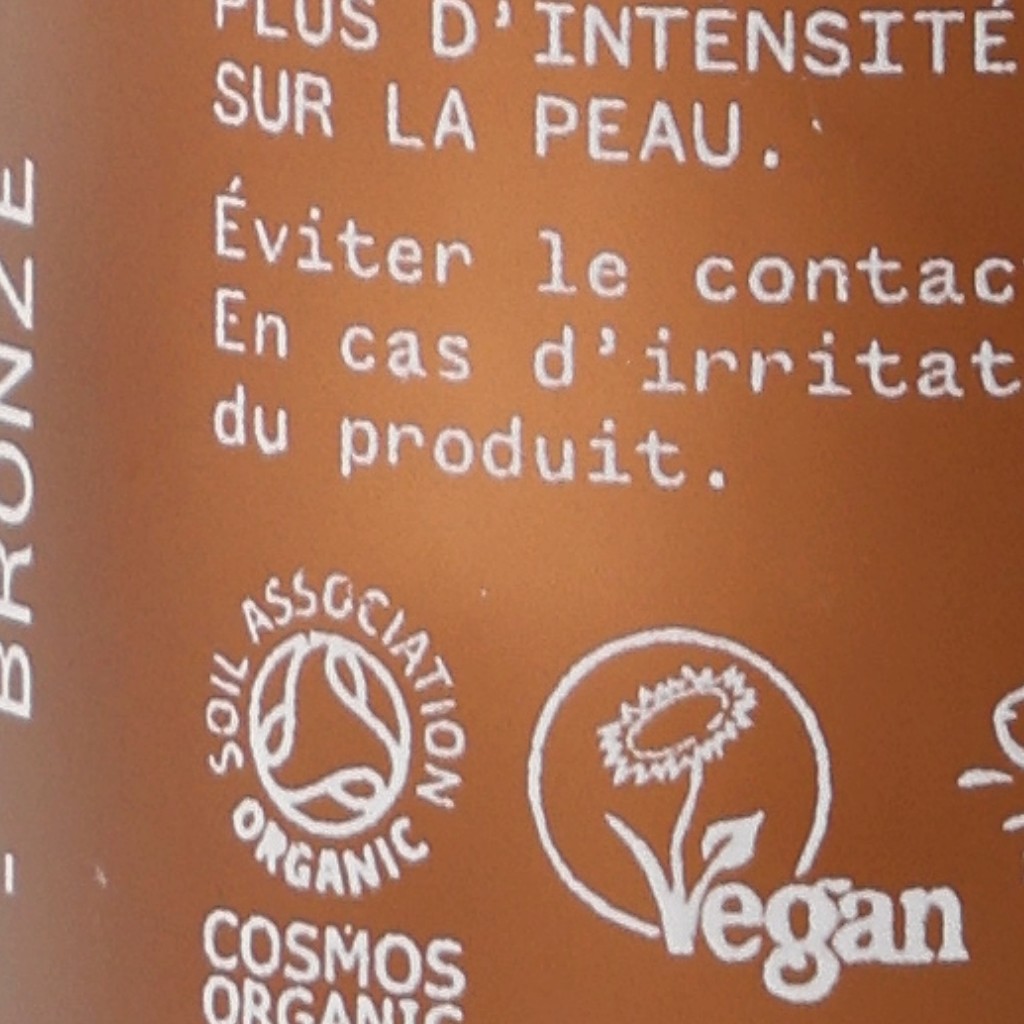 PLUS D'INTENSITÉ
SUR LA PEAU.
Éviter le contac
En cas d'irritat
du produit.
BRONZE
SOIL ASSOCIATION
ORGANIC
COSMOS
ORGANIC
Vegan